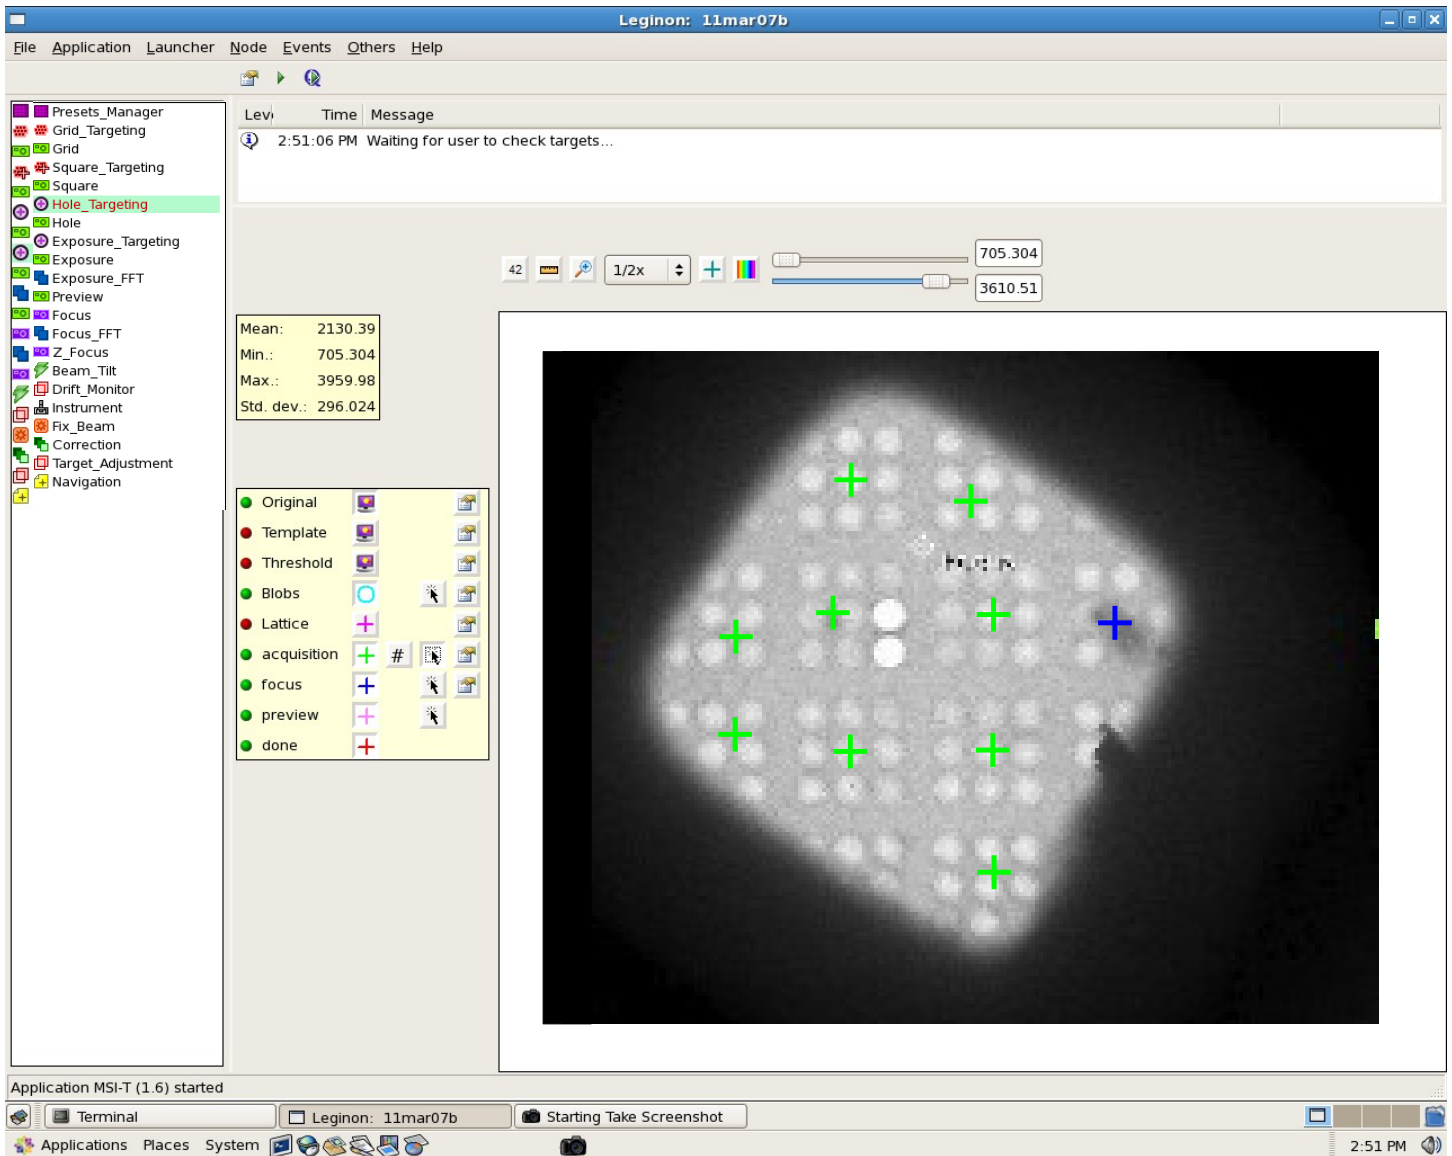 Leginon: 11mar07b
File Application Launcher Node Events Others Help
Presets_Manager
Grid_Targeting
Grid
Square_Targeting
Square
Hole_Targeting
Hole
Exposure_Targeting
Exposure
Exposure_FFT
Preview
Focus
Focus_FFT
Z_Focus
Beam_Tilt
Drift_Monitor
Instrument
Fix_Beam
Correction
Target_Adjustment
Navigation
Leve Time Message
2:51:06 PM Waiting for user to check targets...
42 1/2x
705.304
3610.51
Mean: 2130.39
Min.: 705.304
Max.: 3959.98
Std. dev.: 296.024
Original
Template
Threshold
Blobs
Lattice
acquisition #
focus
preview
done
Application MSI-T (1.6) started
Terminal Leginon: 11mar07b Starting Take Screenshot
Applications Places System 2:51 PM